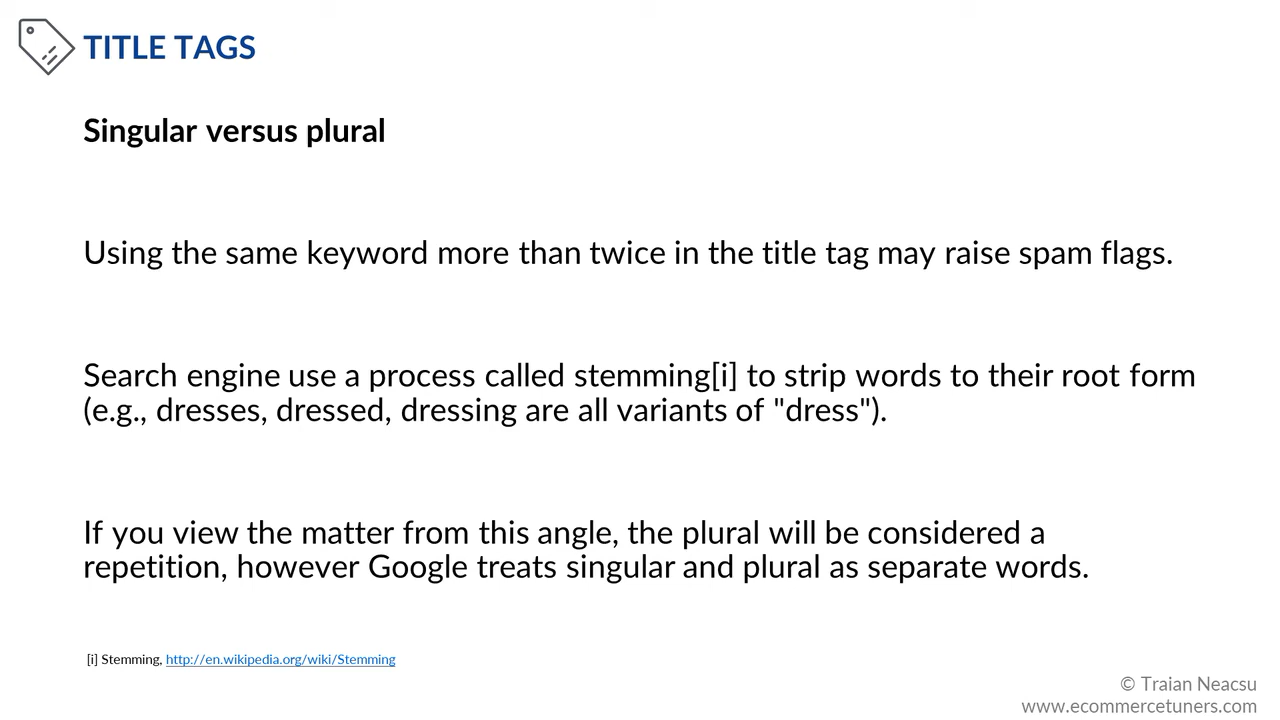 TITLE TAGS
Singular versus plural
Using the same keyword more than twice in the title tag may raise spam flags.
Search engine use a process called stemming[i] to strip words to their root form
(e.g., dresses, dressed, dressing are all variants of "dress").
If you view the matter from this angle, the plural will be considered a
repetition, however Google treats singular and plural as separate words.
[i] Stemming, http://en.wikipedia.org/wiki/Stemming
© Traian Neacsu
www.ecommercetuners.com